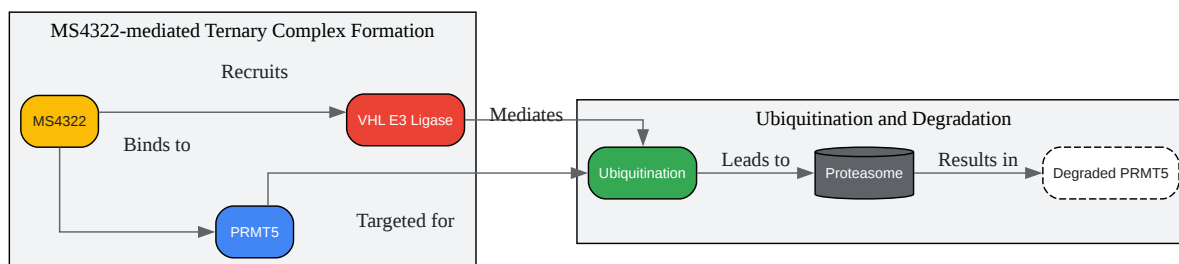 MS4322-mediated Ternary Complex Formation
Recruits
MS4322
VHL E3 Ligase
Binds to
PRMT5
Targeted for
Mediates
Ubiquitination and Degradation
Ubiquitination
Leads to
Proteasome
Results in
Degraded PRMT5